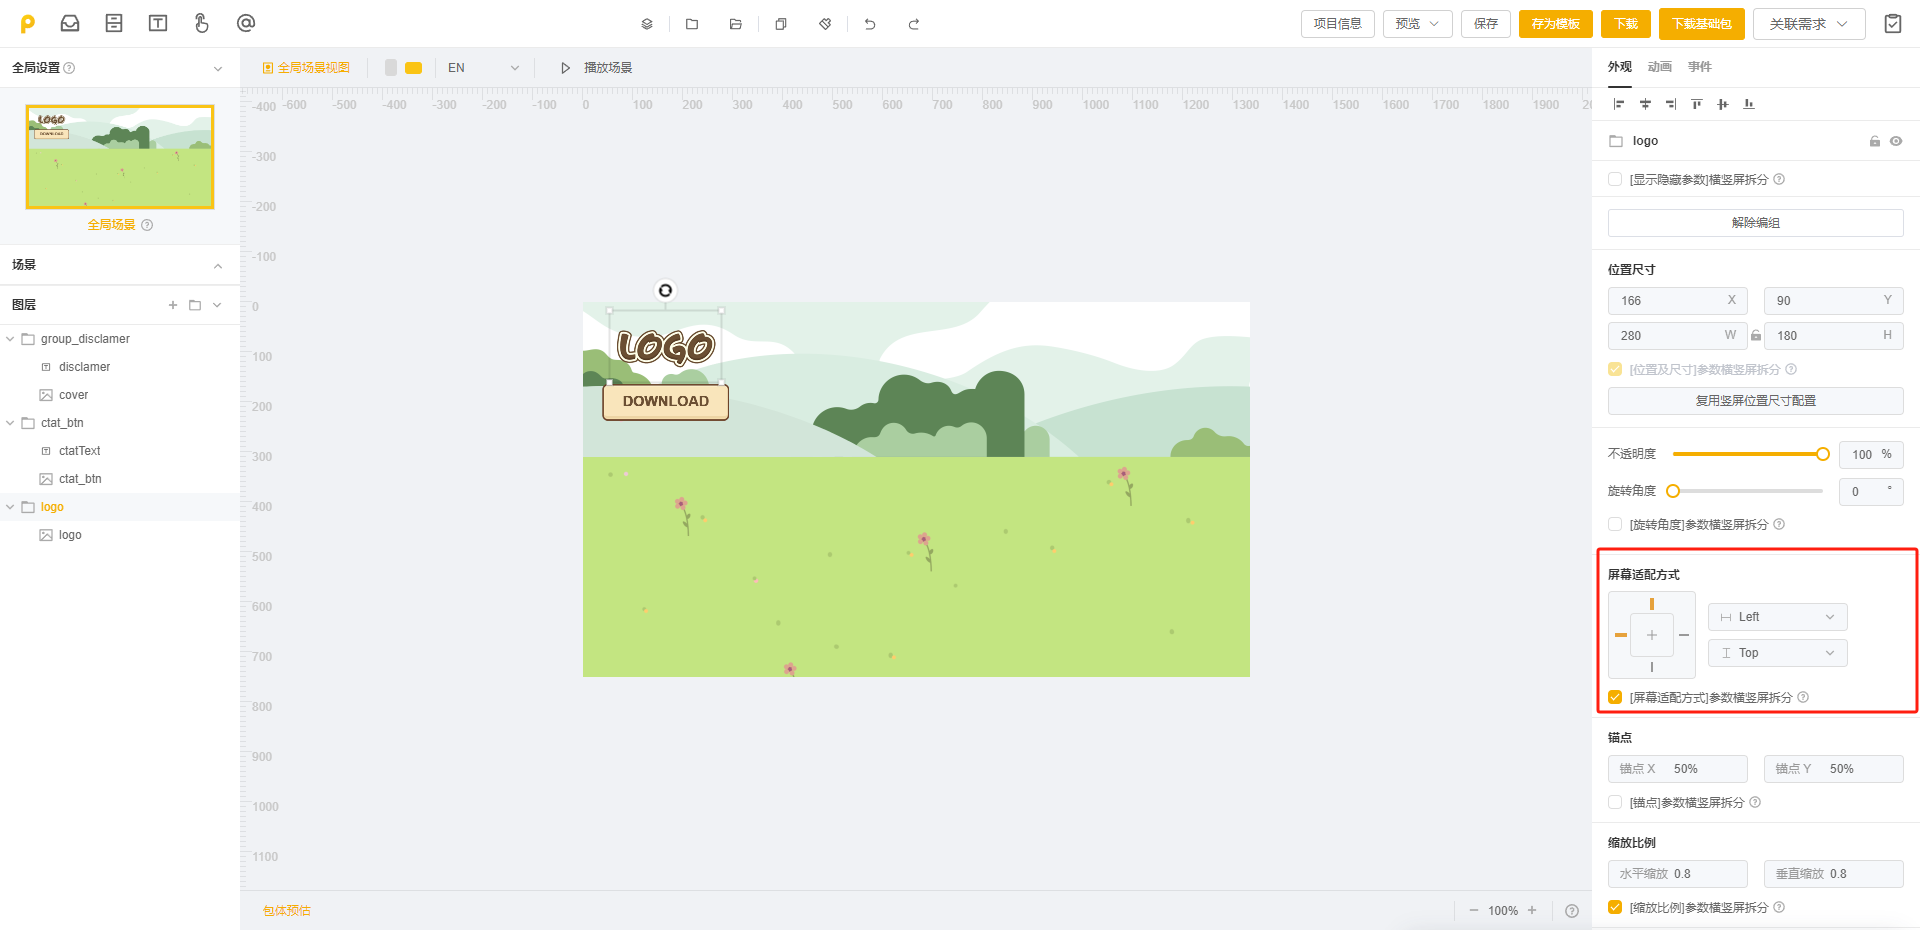 项目信息
预览
保存
存为模板
下载
下载基础包
关联需求
全局设置
LOGO
DOWNLOAD
全局场景
场景
图层
group_disclamer
disclamer
cover
ctat_btn
ctatText
ctat_btn
logo
logo
全局场景视图
EN
播放场景
-600 -500 -400 -300 -200 -100 0 100 200 300 400 500 600 700 800 900 1000 1100 1200 1300 1400 1500 1600 1700 1800 1900
-400
-300
-200
-100
0
100
200
300
400
500
600
700
800
900
1000
1100
LOGO
DOWNLOAD
包体预估
100%
外观 动画 事件
logo
[显示隐藏参数]横竖屏拆分
解除编组
位置尺寸
166 X 90 Y
280 W 180 H
[位置及尺寸]参数横竖屏拆分
复用竖屏位置尺寸配置
不透明度 100 %
旋转角度 0 °
[旋转角度]参数横竖屏拆分
屏幕适配方式
Left
Top
[屏幕适配方式]参数横竖屏拆分
锚点
锚点 X 50% 锚点 Y 50%
[锚点]参数横竖屏拆分
缩放比例
水平缩放 0.8 垂直缩放 0.8
[缩放比例]参数横竖屏拆分